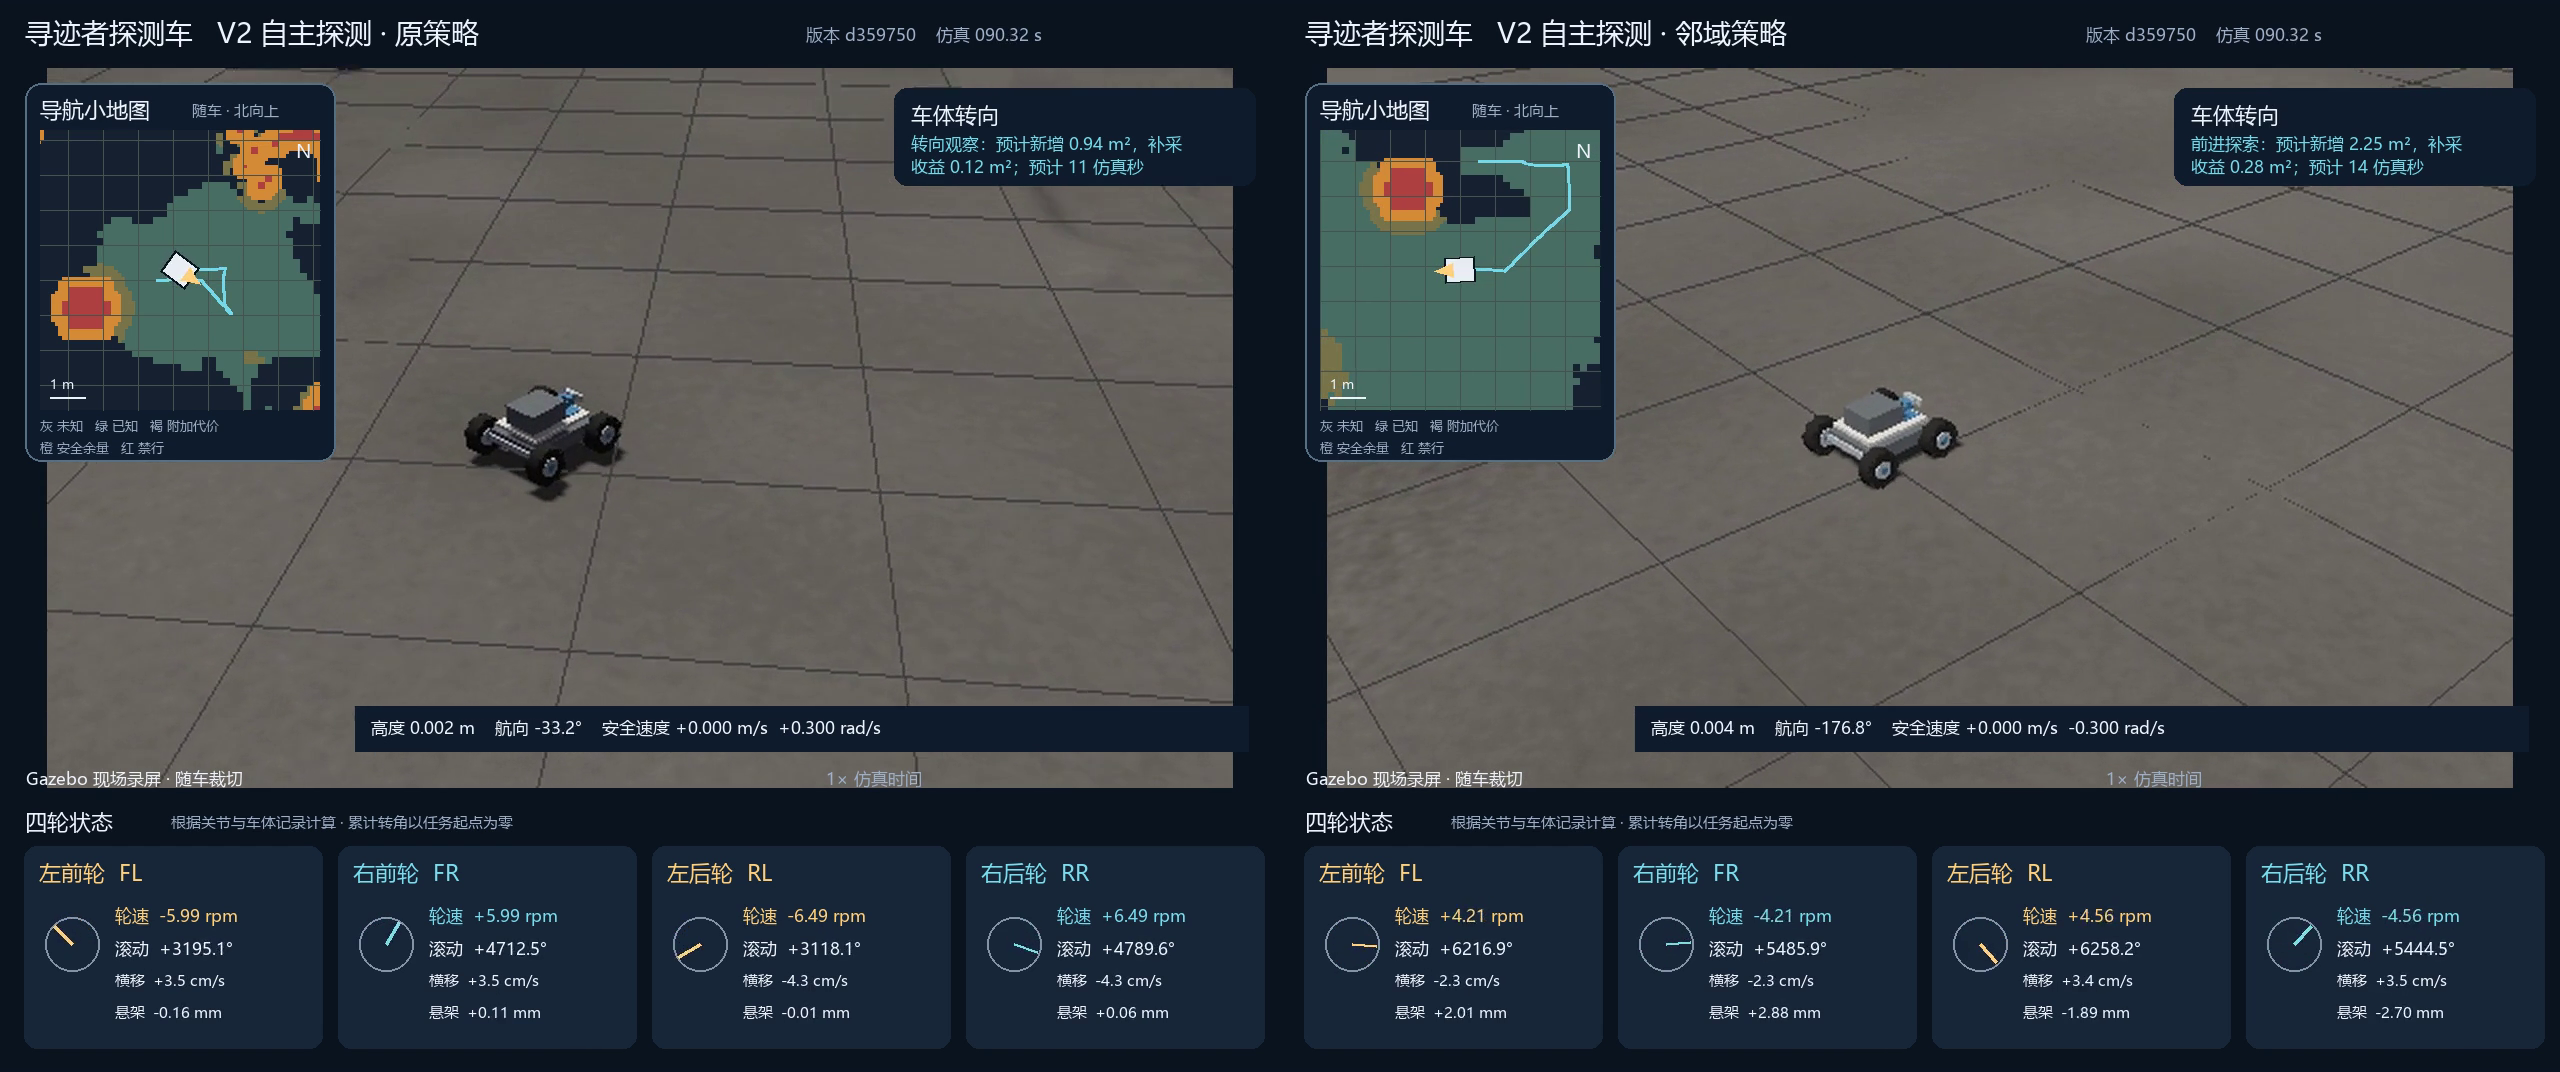 寻迹者探测车 V2 自主探测 · 原策略
版本 d359750 仿真 090.32 s
导航小地图 随车 · 北向上
N
1 m
灰 未知 绿 已知 褐 附加代价
橙 安全余量 红 禁行
车体转向
转向观察：预计新增 0.94 m²，补采
收益 0.12 m²；预计 11 仿真秒
高度 0.002 m 航向 -33.2° 安全速度 +0.000 m/s +0.300 rad/s
Gazebo 现场录屏 · 随车裁切
1× 仿真时间
四轮状态 根据关节与车体记录计算 · 累计转角以任务起点为零
左前轮 FL
轮速 -5.99 rpm
滚动 +3195.1°
横移 +3.5 cm/s
悬架 -0.16 mm
右前轮 FR
轮速 +5.99 rpm
滚动 +4712.5°
横移 +3.5 cm/s
悬架 +0.11 mm
左后轮 RL
轮速 -6.49 rpm
滚动 +3118.1°
横移 -4.3 cm/s
悬架 -0.01 mm
右后轮 RR
轮速 +6.49 rpm
滚动 +4789.6°
横移 -4.3 cm/s
悬架 +0.06 mm
寻迹者探测车 V2 自主探测 · 邻域策略
版本 d359750 仿真 090.32 s
导航小地图 随车 · 北向上
N
1 m
灰 未知 绿 已知 褐 附加代价
橙 安全余量 红 禁行
车体转向
前进探索：预计新增 2.25 m²，补采
收益 0.28 m²；预计 14 仿真秒
高度 0.004 m 航向 -176.8° 安全速度 +0.000 m/s -0.300 rad/s
Gazebo 现场录屏 · 随车裁切
1× 仿真时间
四轮状态 根据关节与车体记录计算 · 累计转角以任务起点为零
左前轮 FL
轮速 +4.21 rpm
滚动 +6216.9°
横移 -2.3 cm/s
悬架 +2.01 mm
右前轮 FR
轮速 -4.21 rpm
滚动 +5485.9°
横移 -2.3 cm/s
悬架 +2.88 mm
左后轮 RL
轮速 +4.56 rpm
滚动 +6258.2°
横移 +3.4 cm/s
悬架 -1.89 mm
右后轮 RR
轮速 -4.56 rpm
滚动 +5444.5°
横移 +3.5 cm/s
悬架 -2.70 mm